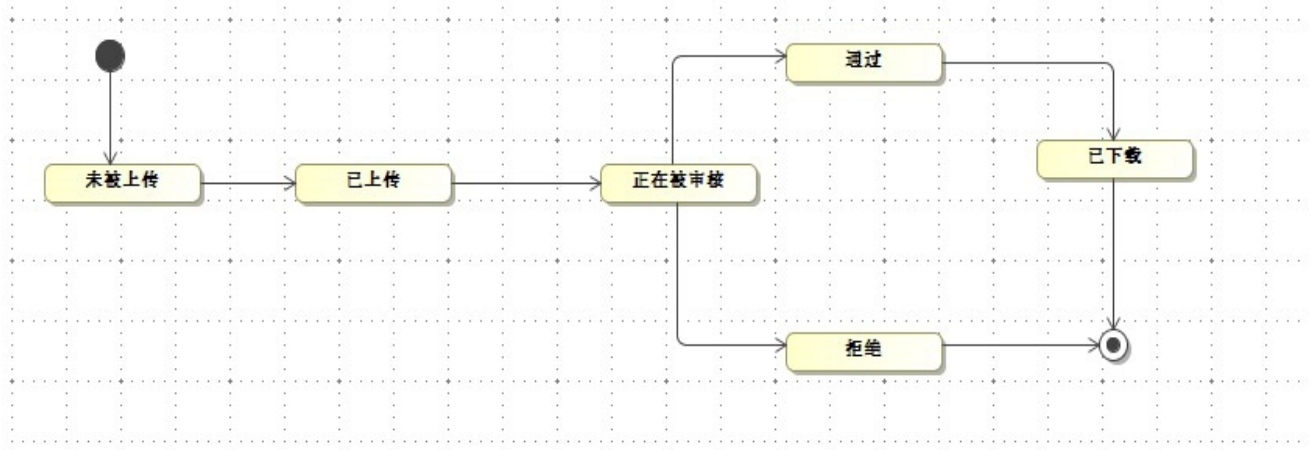 通过
已下载
未被上传
已上传
正在被审核
拒绝